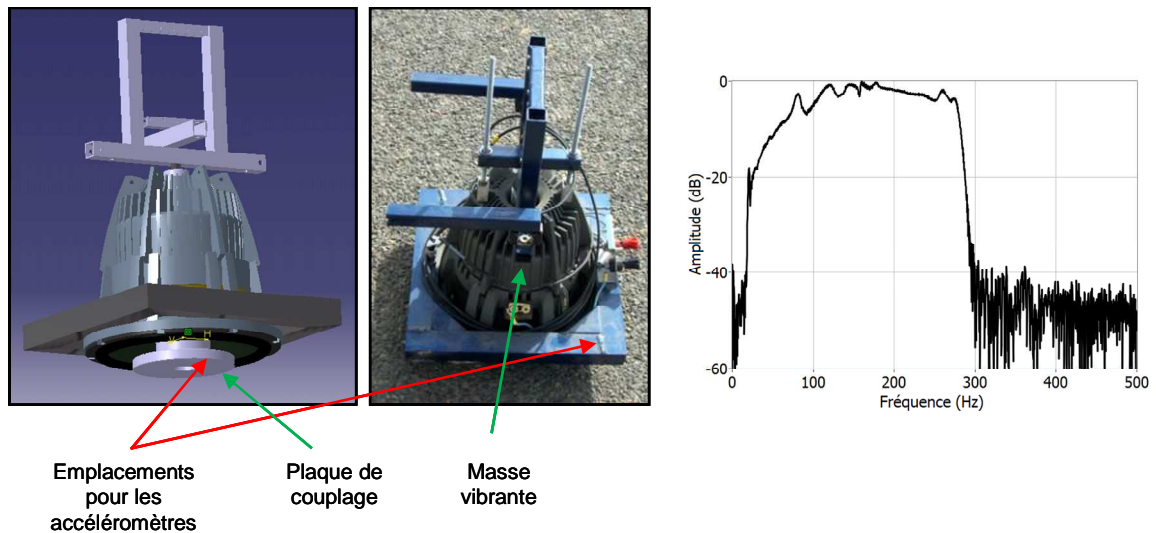 0
-20
-40
-60
Amplitude (dB)
0
100
200
300
400
500
Fréquence (Hz)
V
H
Emplacements
pour les
accéléromètres
Plaque de
couplage
Masse
vibrante